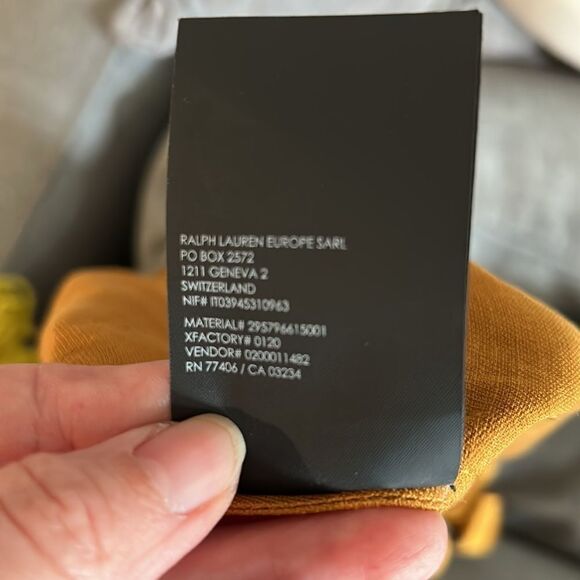 RALPH LAUREN EUROPE SARL
PO BOX 2572
1211 GENEVA 2
SWITZERLAND
NIF# IT03945310963
MATERIAL# 295796615001
XFACTORY# 0120
VENDOR# 0200011482
RN 77406 / CA 03234